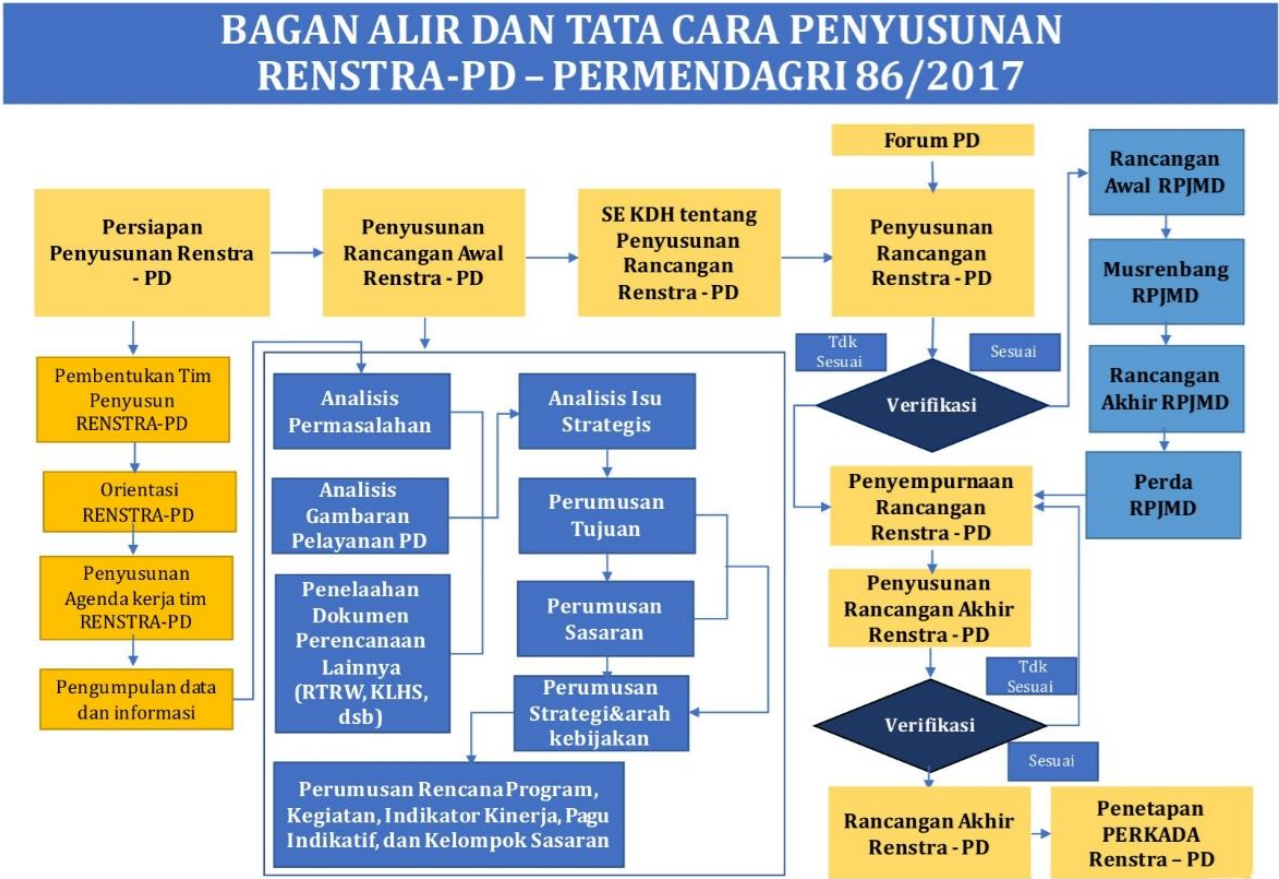 BAGAN ALIR DAN TATA CARA PENYUSUNAN
RENSTRA-PD – PERMENDAGRI 86/2017
Persiapan
Penyusunan Renstra
- PD
Penyusunan
Rancangan Awal
Renstra - PD
SE KDH tentang
Penyusunan
Rancangan
Renstra - PD
Forum PD
Penyusunan
Rancangan
Renstra - PD
Rancangan
Awal RPJMD
Musrenbang
RPJMD
Rancangan
Akhir RPJMD
Perda
RPJMD
Pembentukan Tim
Penyusun
RENSTRA-PD
Orientasi
RENSTRA-PD
Penyusunan
Agenda kerja tim
RENSTRA-PD
Pengumpulan data
dan informasi
Analisis
Permasalahan
Analisis
Gambaran
Pelayanan PD
Penelaahan
Dokumen
Perencanaan
Lainnya
(RTRW, KLHS,
dsb)
Analisis Isu
Strategis
Perumusan
Tujuan
Perumusan
Sasaran
Perumusan
Strategi&arah
kebijakan
Perumusan Rencana Program,
Kegiatan, Indikator Kinerja, Pagu
Indikatif, dan Kelompok Sasaran
Tdk
Sesuai
Sesuai
Verifikasi
Penyempurnaan
Rancangan
Renstra - PD
Penyusunan
Rancangan Akhir
Renstra - PD
Tdk
Sesuai
Verifikasi
Sesuai
Rancangan Akhir
Renstra - PD
Penetapan
PERKADA
Renstra – PD